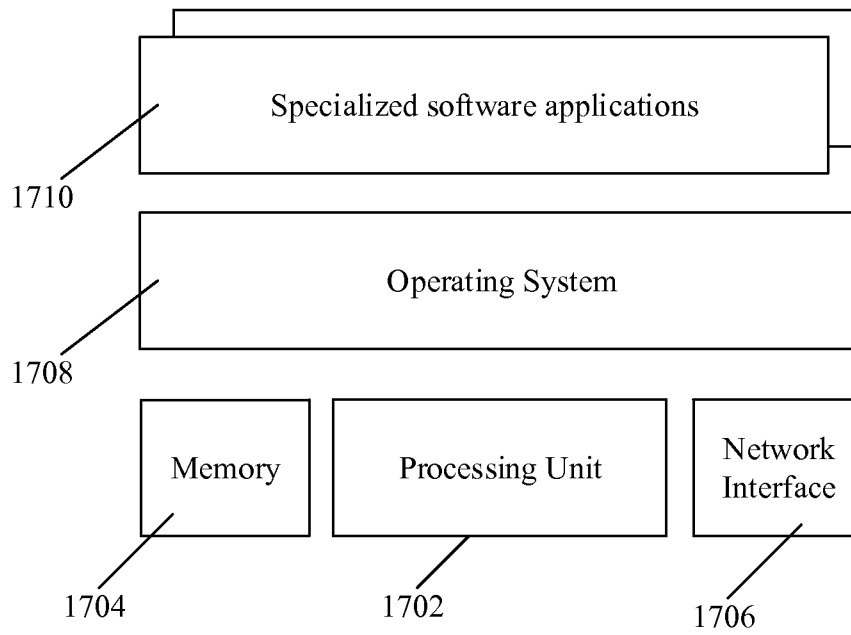 Specialized software applications
1710
Operating System
1708
Memory
Processing Unit
Network
Interface
1704
1702
1706